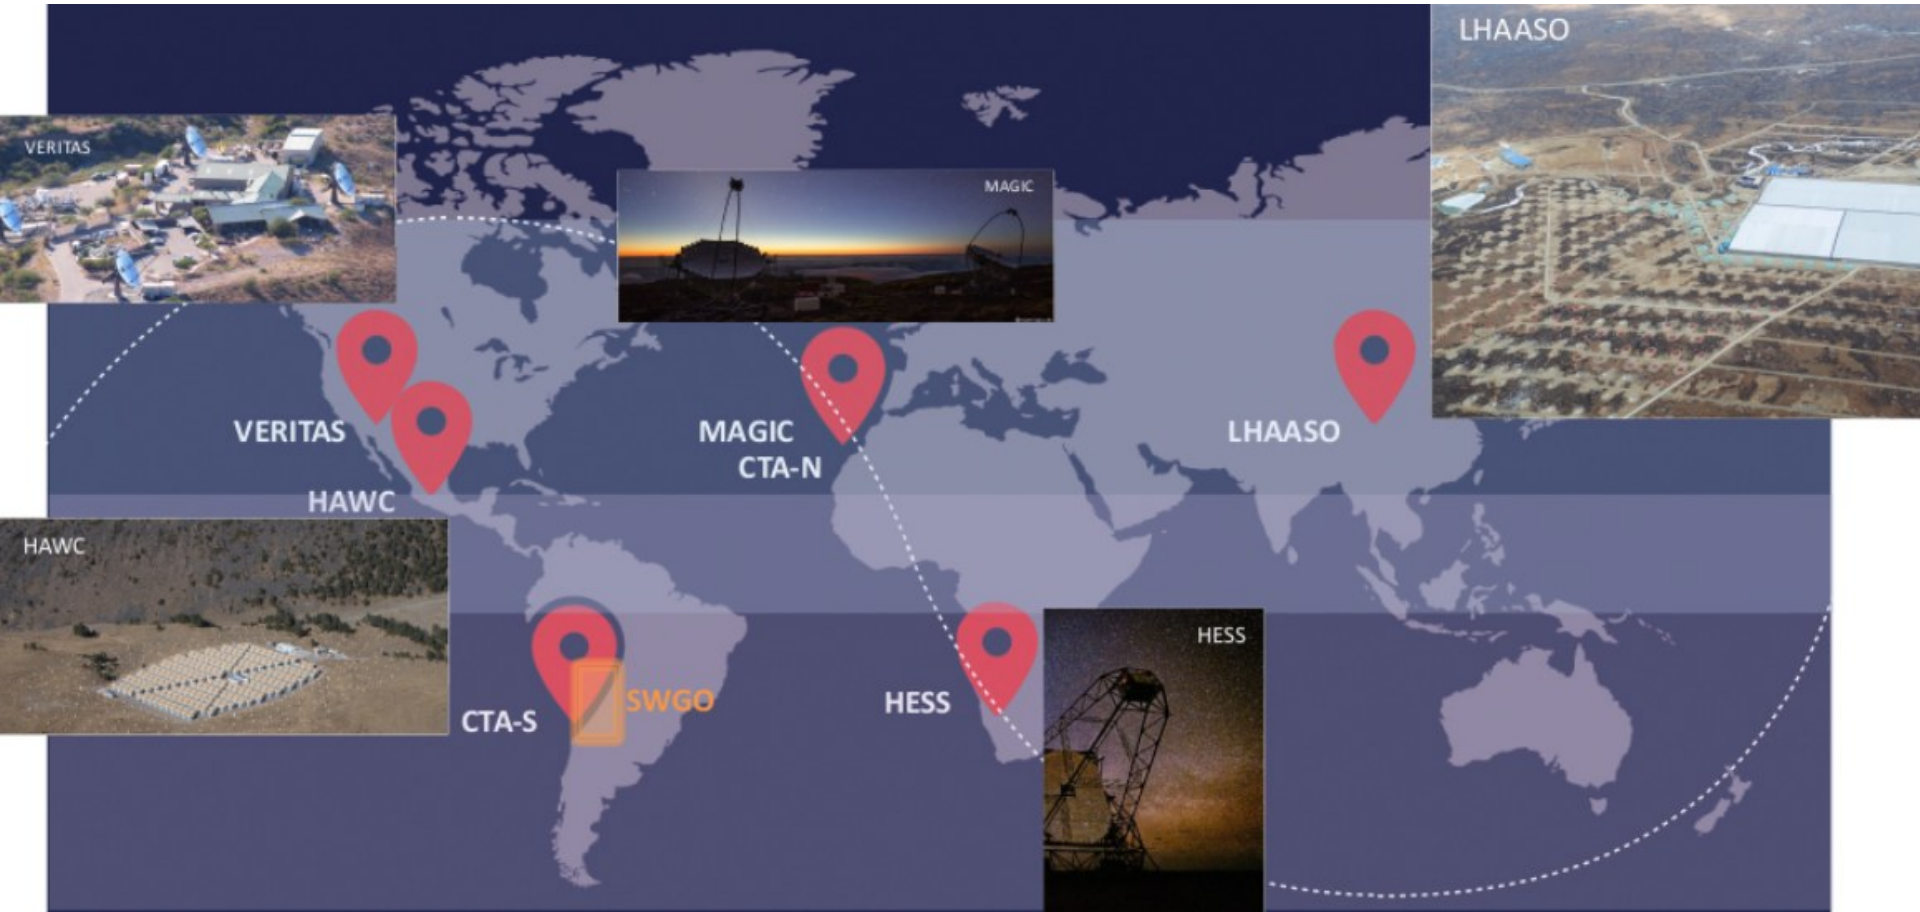 LHAASO
VERITAS
MAGIC
VERITAS
MAGIC
CTA-N
LHAASO
HAWC
HAWC
HESS
CTA-S
SWGO
HESS